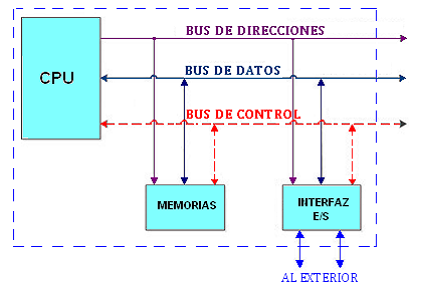 BUS DE DIRECCIONES
CPU
BUS DE DATOS
BUS DE CONTROL
MEMORIAS
INTERFAZ
E/S
AL EXTERIOR